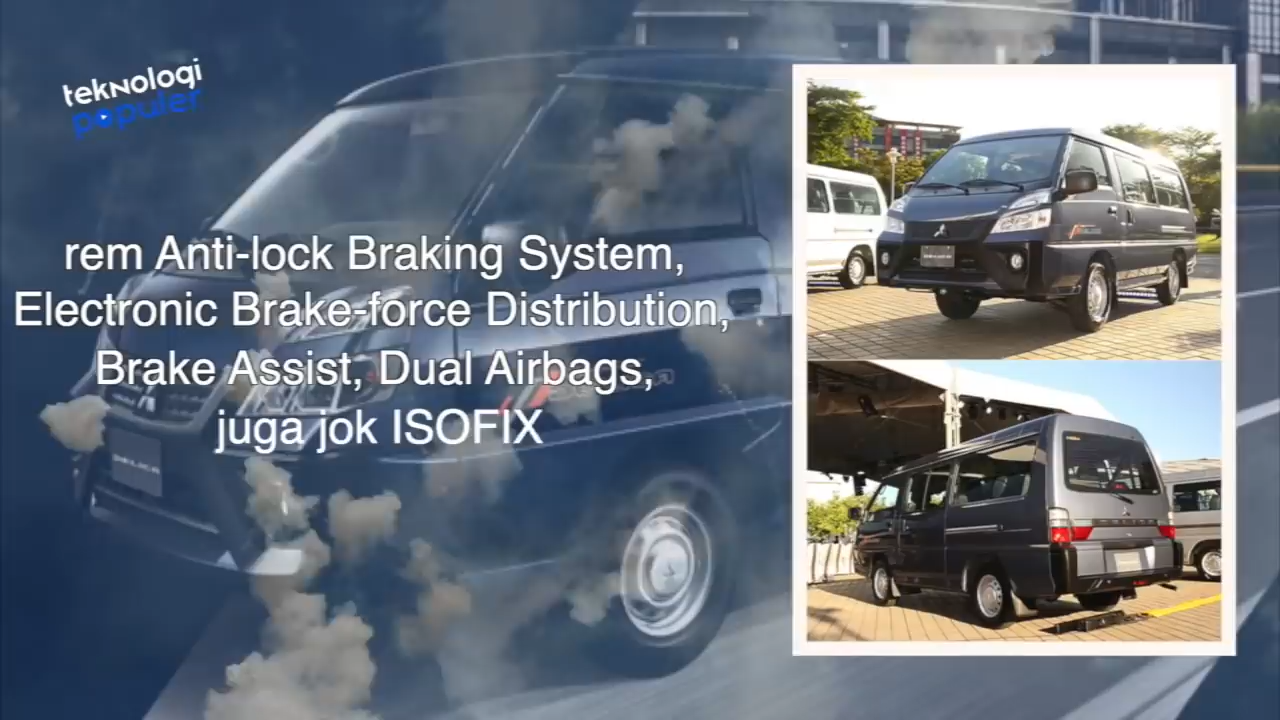 teknologi
populer
rem Anti-lock Braking System,
Electronic Brake-force Distribution,
Brake Assist, Dual Airbags,
juga jok ISOFIX